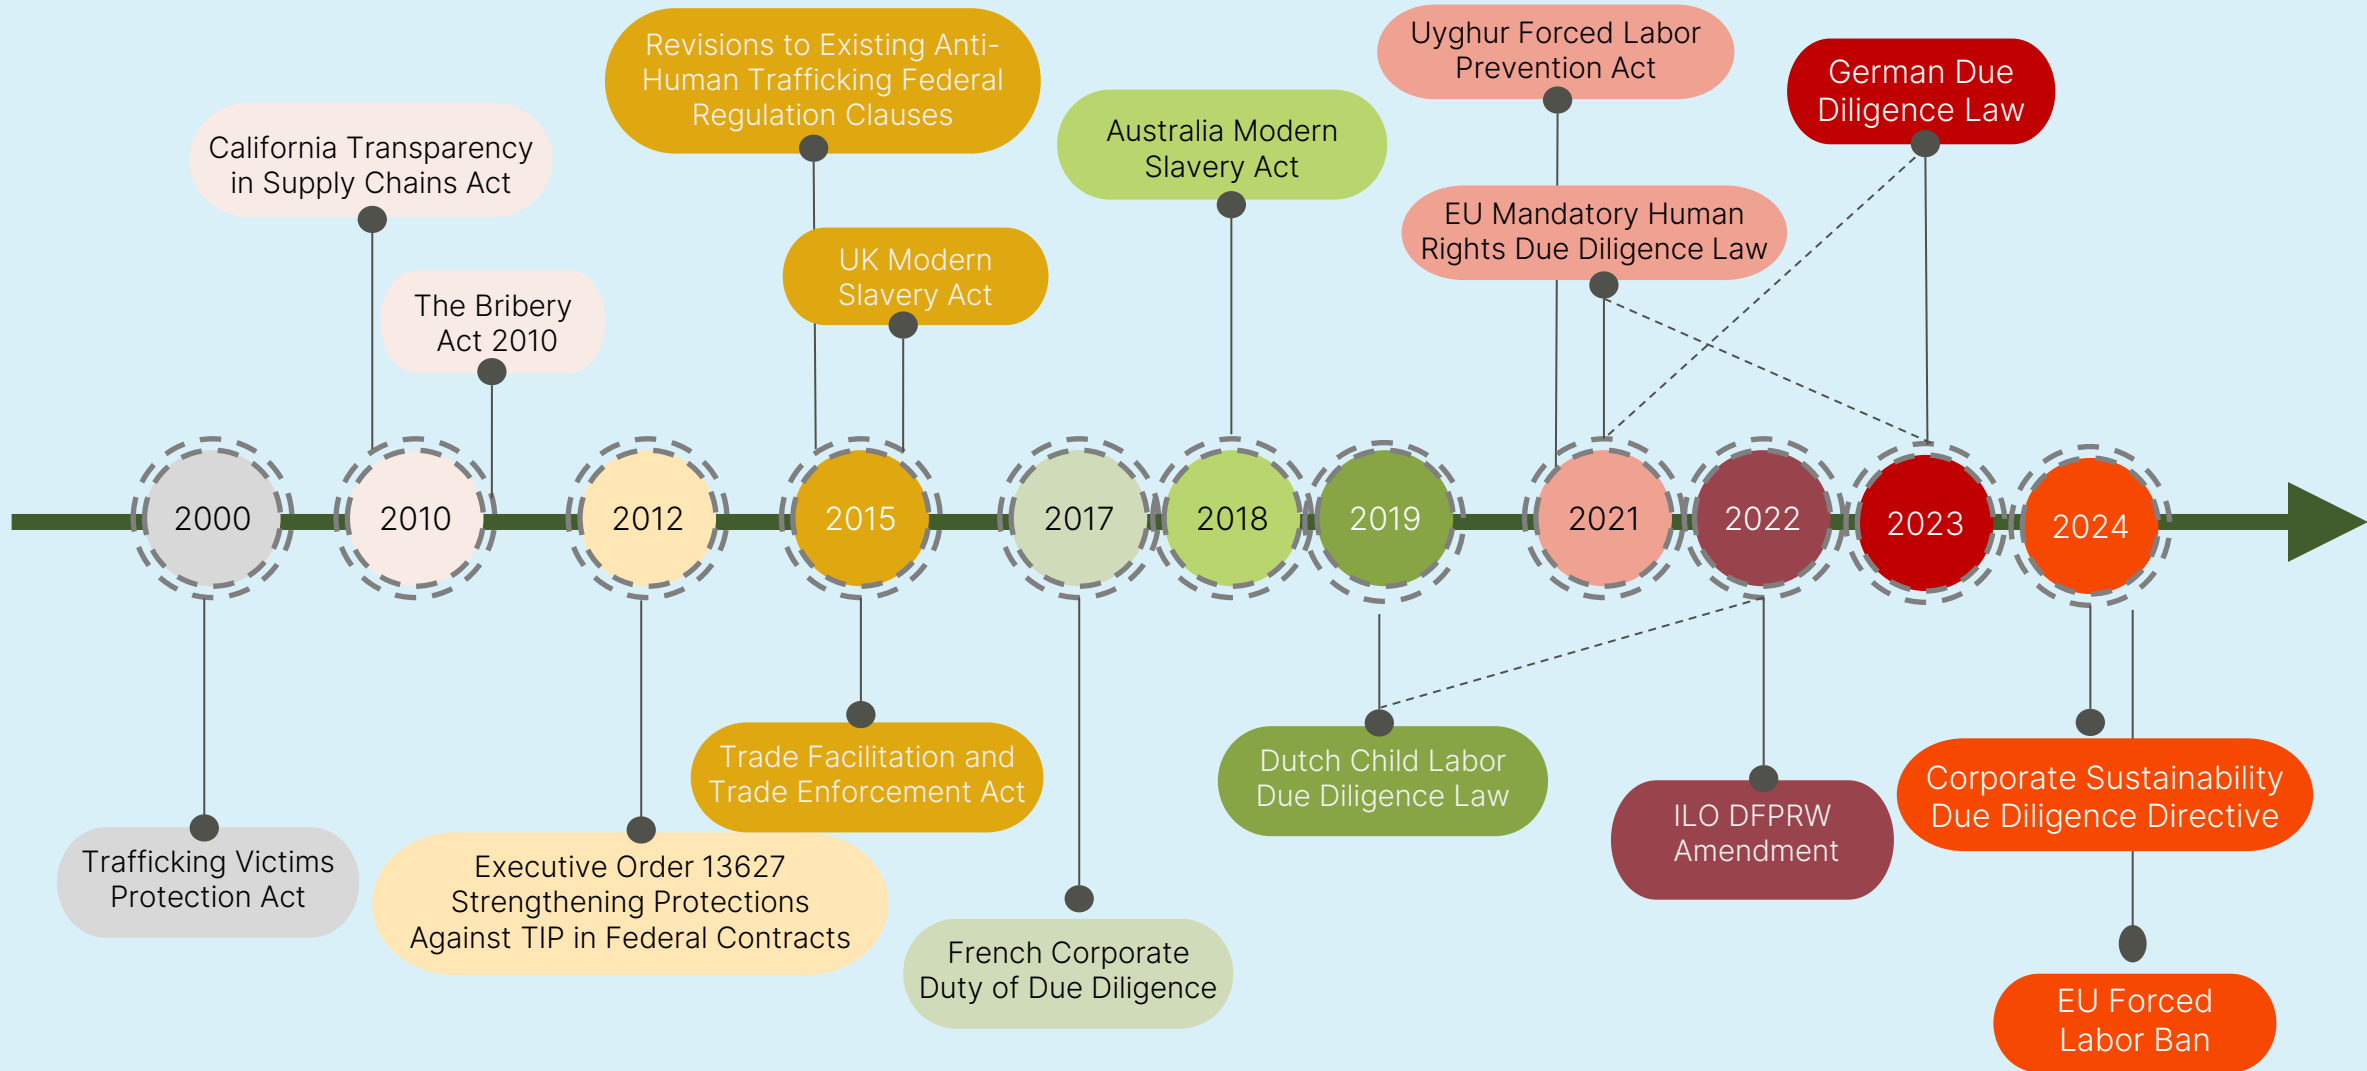 Revisions to Existing Anti-
Human Trafficking Federal
Regulation Clauses
Uyghur Forced Labor
Prevention Act
German Due
Diligence Law
California Transparency
in Supply Chains Act
Australia Modern
Slavery Act
EU Mandatory Human
Rights Due Diligence Law
UK Modern
Slavery Act
The Bribery
Act 2010
2000
2010
2012
2015
2017
2018
2019
2021
2022
2023
2024
Trade Facilitation and
Trade Enforcement Act
Dutch Child Labor
Due Diligence Law
Corporate Sustainability
Due Diligence Directive
ILO DFPRW
Amendment
Trafficking Victims
Protection Act
Executive Order 13627
Strengthening Protections
Against TIP in Federal Contracts
French Corporate
Duty of Due Diligence
EU Forced
Labor Ban